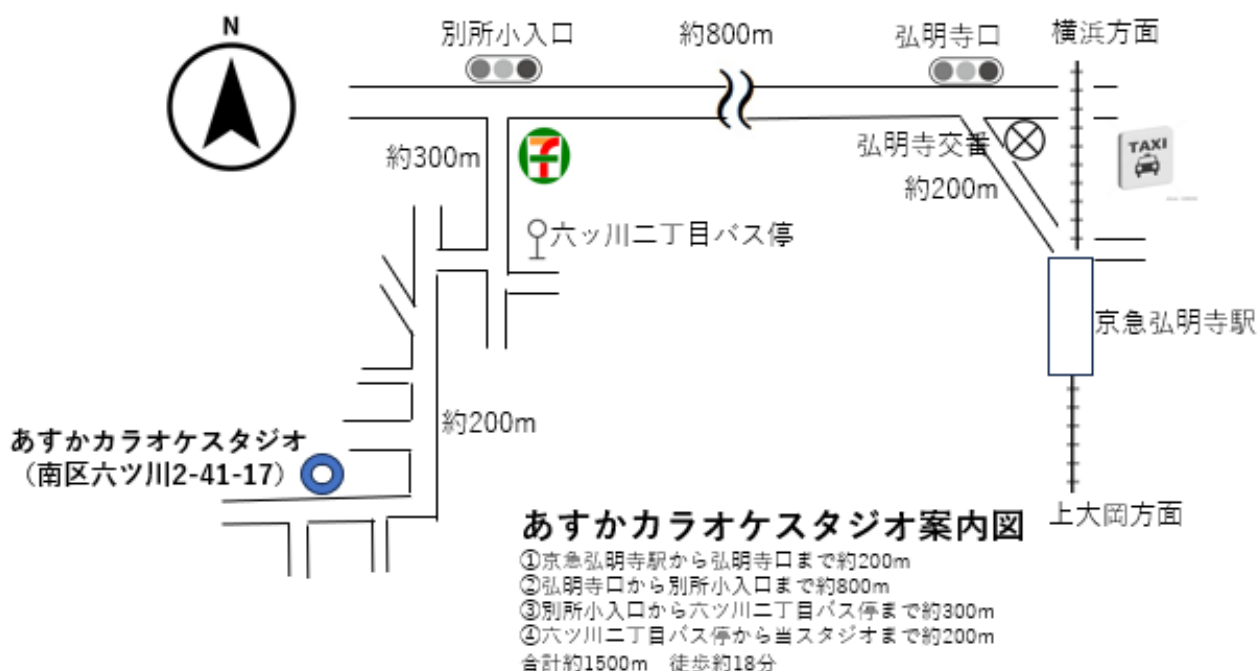 N
別所小入口
約800m
弘明寺口
横浜方面
約300m
弘明寺交番
TAXI
約200m
六ッ川二丁目バス停
京急弘明寺駅
約200m
あすかカラオケスタジオ
（南区六ツ川2-41-17）
上大岡方面
あすかカラオケスタジオ案内図
①京急弘明寺駅から弘明寺口まで約200m
②弘明寺口から別所小入口まで約800m
③別所小入口から六ツ川二丁目バス停まで約300m
④六ツ川二丁目バス停から当スタジオまで約200m
合計約1500m　徒歩約18分